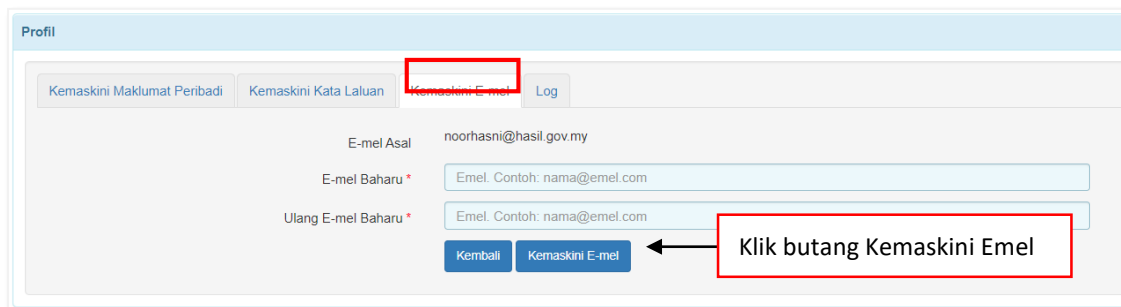 Profil
Kemaskini Maklumat Peribadi Kemaskini Kata Laluan Kemaskini E-mel Log
E-mel Asal noorhasni@hasil.gov.my
E-mel Baharu * Emel. Contoh: nama@emel.com
Ulang E-mel Baharu * Emel. Contoh: nama@emel.com
Kembali Kemaskini E-mel Klik butang Kemaskini Emel